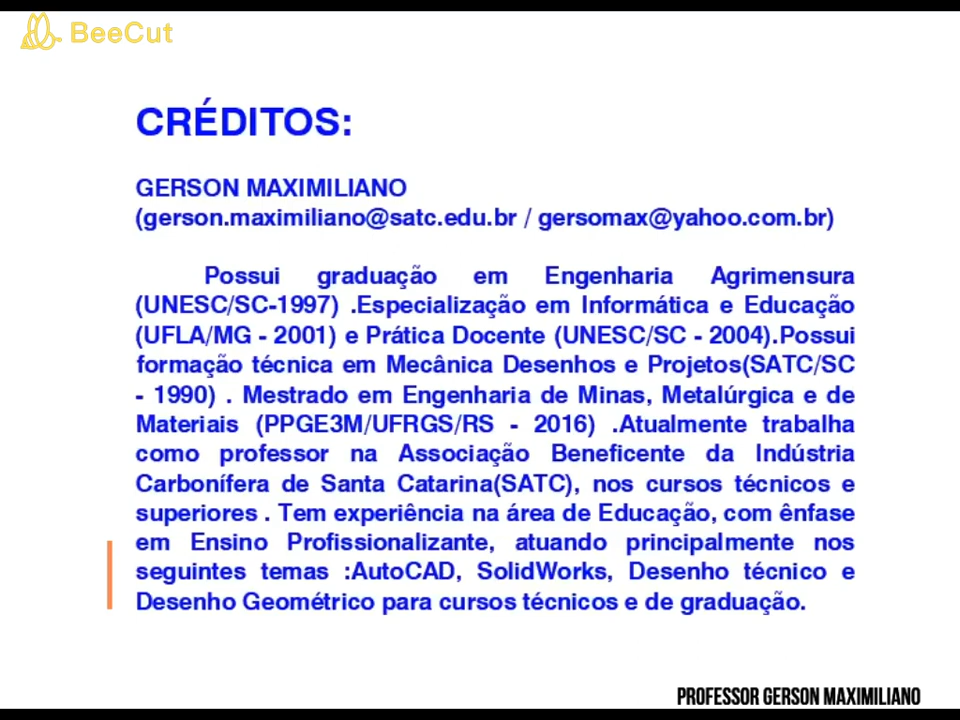 BeeCut
CRÉDITOS:
GERSON MAXIMILIANO
(gerson.maximiliano@satc.edu.br / gersomax@yahoo.com.br)
Possui graduação em Engenharia Agrimensura
(UNESC/SC-1997) .Especialização em Informática e Educação
(UFLA/MG - 2001) e Prática Docente (UNESC/SC - 2004).Possui
formação técnica em Mecânica Desenhos e Projetos(SATC/SC
- 1990) . Mestrado em Engenharia de Minas, Metalúrgica e de
Materiais (PPGE3M/UFRGS/RS - 2016) .Atualmente trabalha
como professor na Associação Beneficente da Indústria
Carbonífera de Santa Catarina(SATC), nos cursos técnicos e
superiores . Tem experiência na área de Educação, com ênfase
em Ensino Profissionalizante, atuando principalmente nos
seguintes temas :AutoCAD, SolidWorks, Desenho técnico e
Desenho Geométrico para cursos técnicos e de graduação.
PROFESSOR GERSON MAXIMILIANO